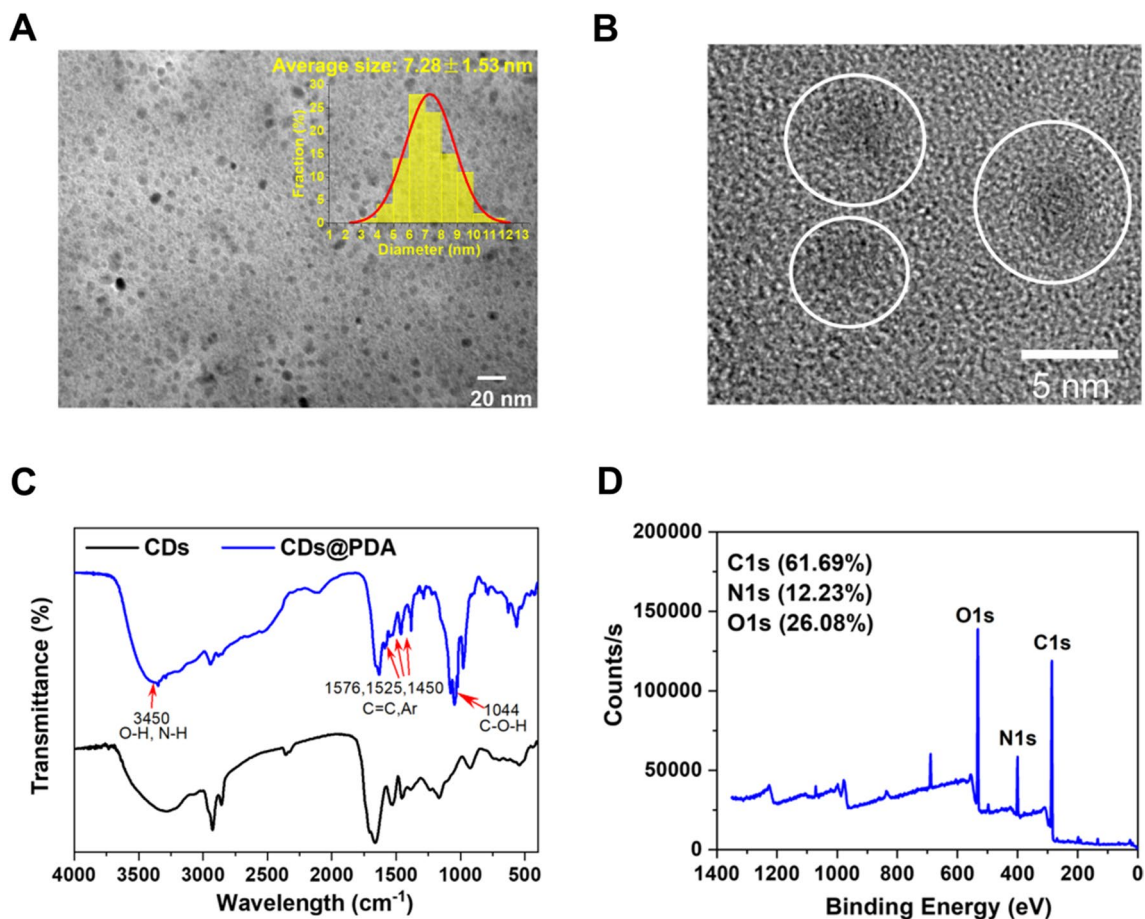 A
Average size: 7.28±1.53 nm
Fraction (%)
30
25
20
15
10
5
0
1 2 3 4 5 6 7 8 9 10 11 12 13
Diameter (nm)
20 nm
B
5 nm
C
CDs CDs@PDA
Transmittance (%)
3450
O-H, N-H
1576,1525,1450
C=C,Ar
1044
C-O-H
4000 3500 3000 2500 2000 1500 1000 500
Wavelength (cm⁻¹)
D
Counts/s
200000
150000
100000
50000
0
C1s (61.69%)
N1s (12.23%)
O1s (26.08%)
O1s
C1s
N1s
1400 1200 1000 800 600 400 200 0
Binding Energy (eV)